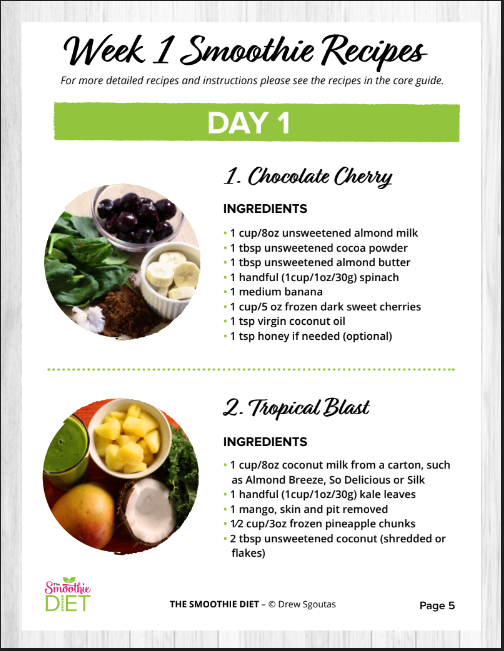 Week 1 Smoothie Recipes
For more detailed recipes and instructions please see the recipes in the core guide.
DAY 1
1. Chocolate Cherry
INGREDIENTS
• 1 cup/8oz unsweetened almond milk
• 1 tbsp unsweetened cocoa powder
• 1 tbsp unsweetened almond butter
• 1 handful (1cup/1oz/30g) spinach
• 1 medium banana
• 1 cup/5 oz frozen dark sweet cherries
• 1 tsp virgin coconut oil
• 1 tsp honey if needed (optional)
2. Tropical Blast
INGREDIENTS
• 1 cup/8oz coconut milk from a carton, such
as Almond Breeze, So Delicious or Silk
• 1 handful (1cup/1oz/30g) kale leaves
• 1 mango, skin and pit removed
• 1/2 cup/3oz frozen pineapple chunks
• 2 tbsp unsweetened coconut (shredded or
flakes)
The
Smoothie
DIET
THE SMOOTHIE DIET – © Drew Sgoutas
Page 5